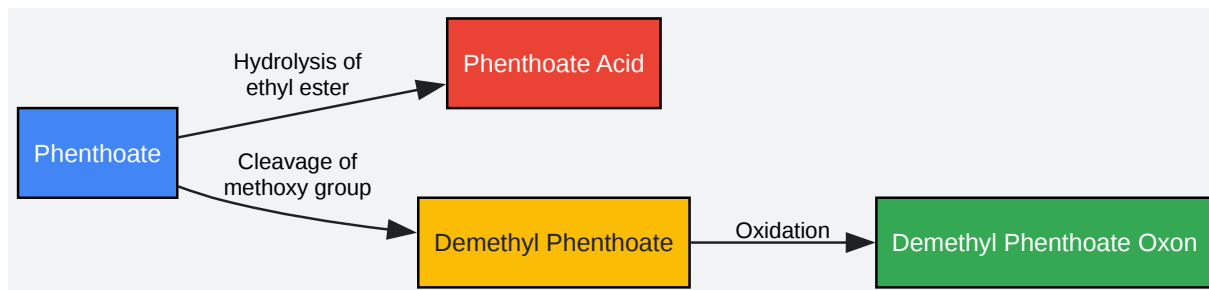 Phenthoate
Hydrolysis of
ethyl ester
Phenthoate Acid
Cleavage of
methoxy group
Demethyl Phenthoate
Oxidation
Demethyl Phenthoate Oxon